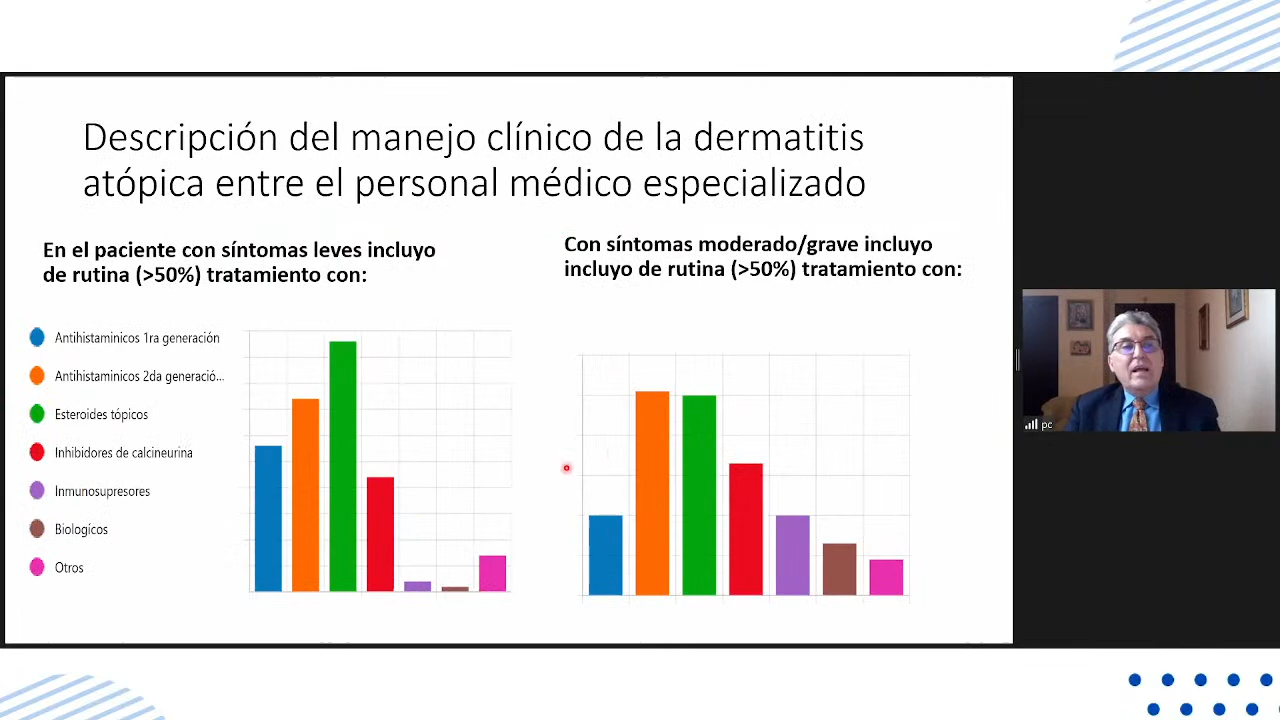 Descripción del manejo clínico de la dermatitis
atópica entre el personal médico especializado
En el paciente con síntomas leves incluyo
de rutina (>50%) tratamiento con:
Con síntomas moderado/grave incluyo
incluyo de rutina (>50%) tratamiento con:
Antihistaminicos 1ra generación
Antihistaminicos 2da generació...
Esteroides tópicos
Inhibidores de calcineurina
Inmunosupresores
Biologícos
Otros
pc